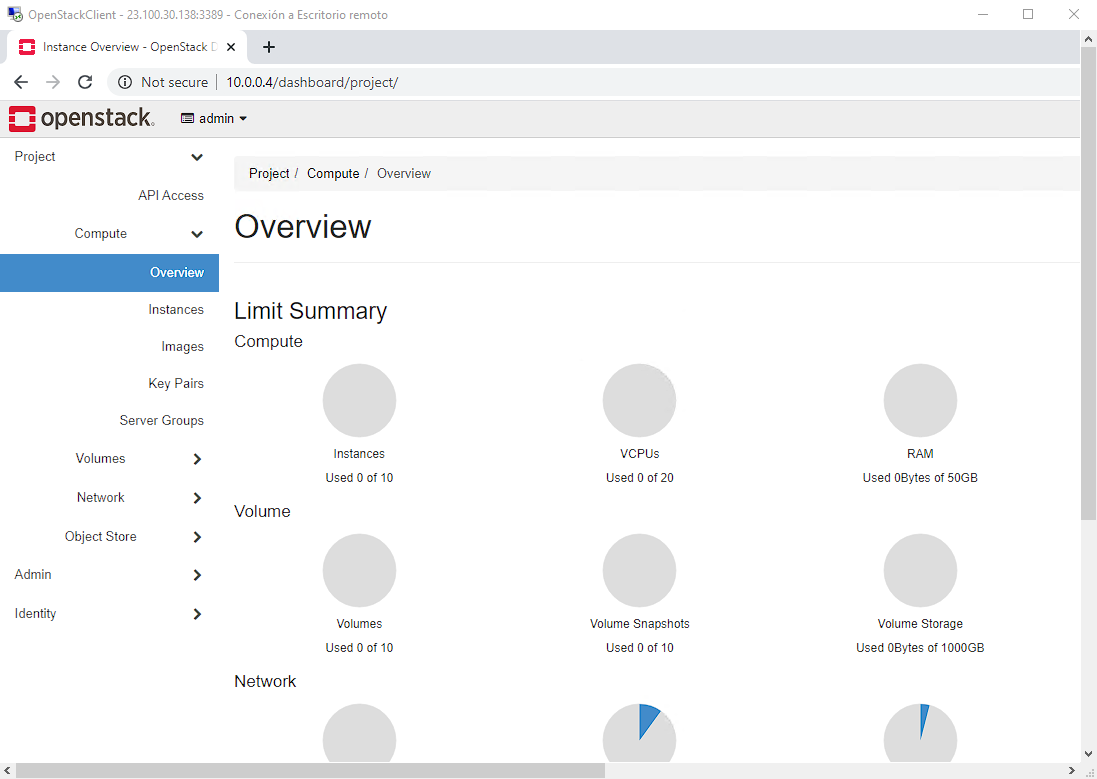 OpenStackClient - 23.100.30.138:3389 - Conexión a Escritorio remoto
Instance Overview - OpenStack D
Not secure 10.0.0.4/dashboard/project/
openstack. admin
Project
API Access
Compute
Overview
Instances
Images
Key Pairs
Server Groups
Volumes
Network
Object Store
Admin
Identity
Project / Compute / Overview
Overview
Limit Summary
Compute
Instances
Used 0 of 10
VCPUs
Used 0 of 20
RAM
Used 0Bytes of 50GB
Volume
Volumes
Used 0 of 10
Volume Snapshots
Used 0 of 10
Volume Storage
Used 0Bytes of 1000GB
Network